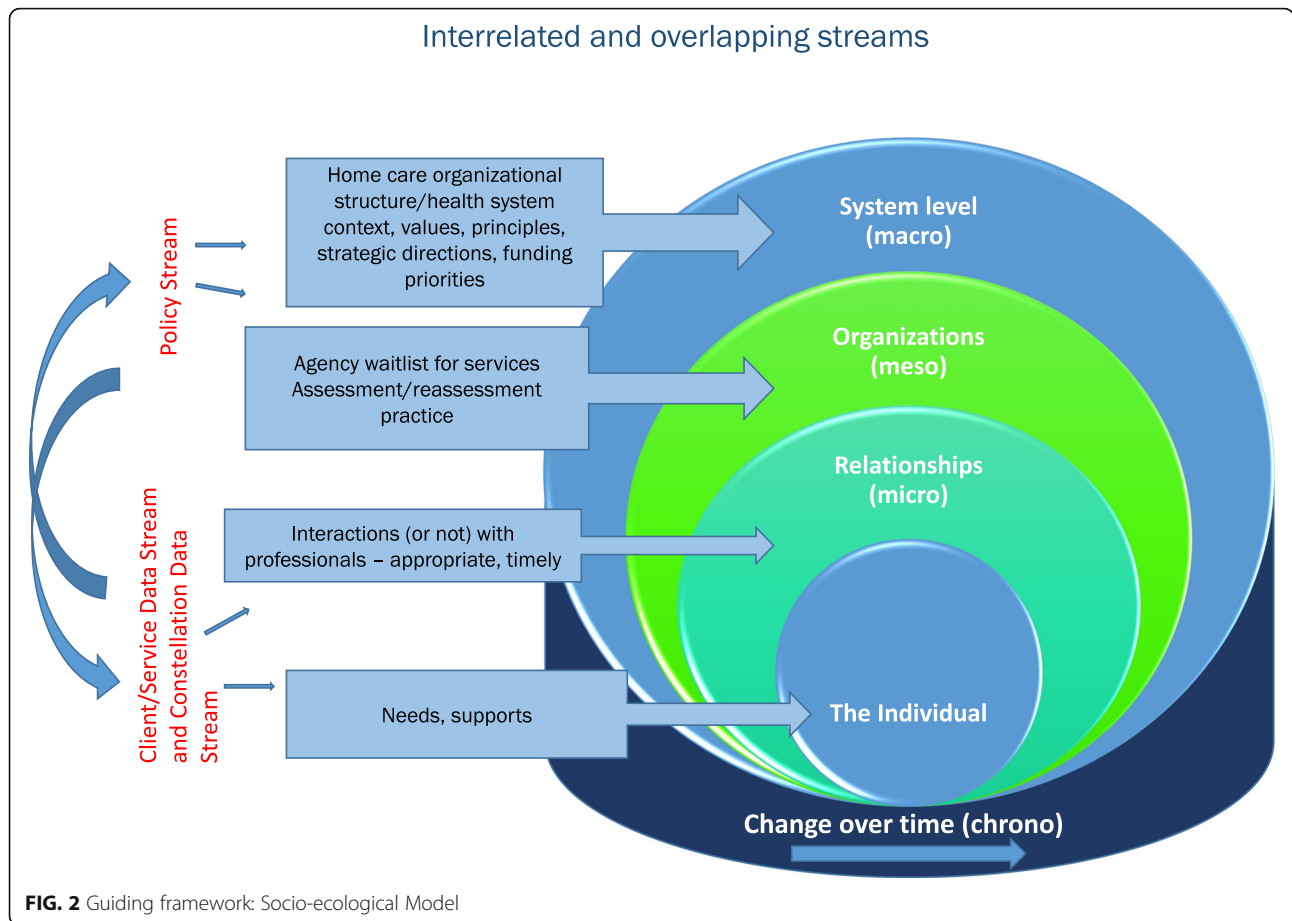 Interrelated and overlapping streams
Policy Stream
Home care organizational
structure/health system
context, values, principles,
strategic directions, funding
priorities
System level
(macro)
Agency waitlist for services
Assessment/reassessment
practice
Organizations
(meso)
Client/Service Data Stream
and Constellation Data
Stream
Interactions (or not) with
professionals – appropriate, timely
Relationships
(micro)
Needs, supports
The Individual
Change over time (chrono)
FIG. 2 Guiding framework: Socio-ecological Model